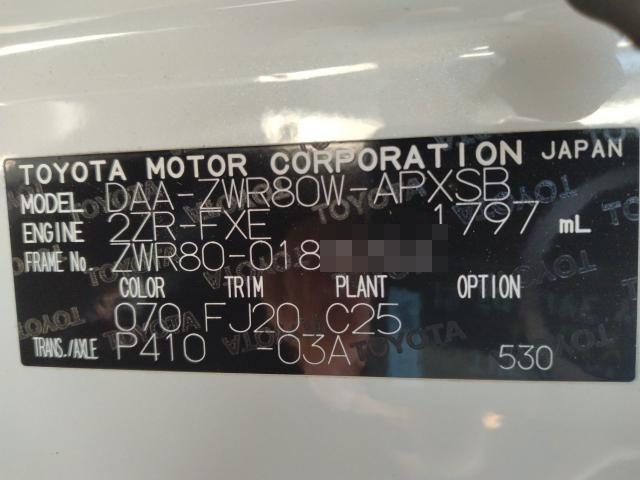 TOYOTA MOTOR CORPORATION JAPAN
MODEL DAA-ZWR80W-APXSB
ENGINE 2ZR-FXE 1797 mL
FRAME No. ZWR80-018
COLOR TRIM PLANT OPTION
070 FJ20 C25
TRANS./AXLE P410 -03A 530